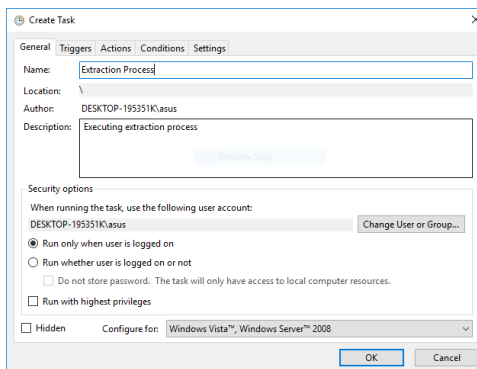 Create Task
General Triggers Actions Conditions Settings
Name: Extraction Process
Location: \
Author: DESKTOP-195351K\asus
Description: Executing extraction process
Window Snip
Security options
When running the task, use the following user account:
DESKTOP-195351K\asus Change User or Group...
Run only when user is logged on
Run whether user is logged on or not
Do not store password. The task will only have access to local computer resources.
Run with highest privileges
Hidden Configure for: Windows Vista™, Windows Server™ 2008
OK Cancel